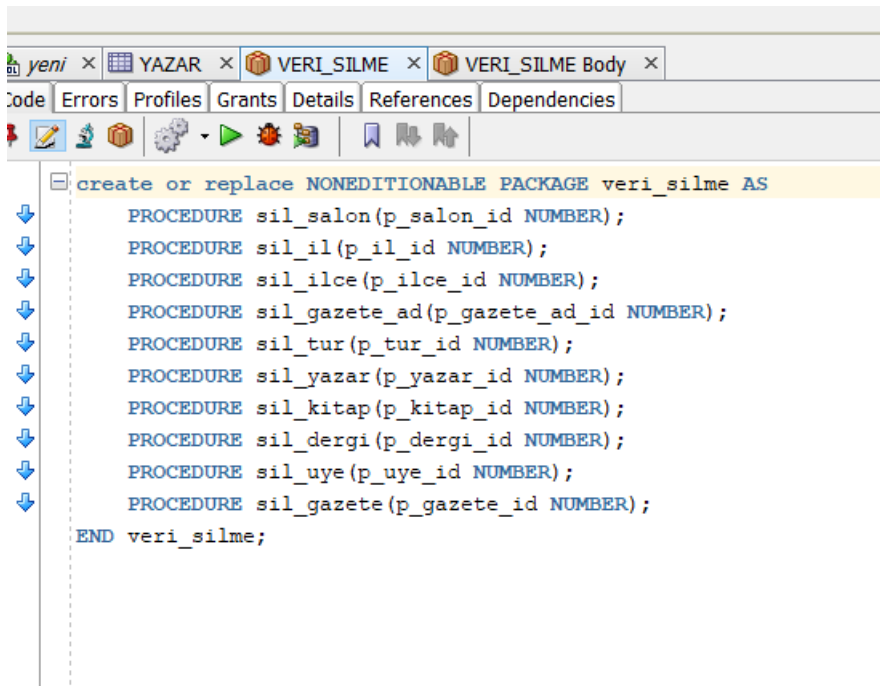 yeni YAZAR VERI_SILME VERI_SILME Body
Code Errors Profiles Grants Details References Dependencies
create or replace NONEDITIONABLE PACKAGE veri_silme AS
PROCEDURE sil_salon(p_salon_id NUMBER);
PROCEDURE sil_il(p_il_id NUMBER);
PROCEDURE sil_ilce(p_ilce_id NUMBER);
PROCEDURE sil_gazete_ad(p_gazete_ad_id NUMBER);
PROCEDURE sil_tur(p_tur_id NUMBER);
PROCEDURE sil_yazar(p_yazar_id NUMBER);
PROCEDURE sil_kitap(p_kitap_id NUMBER);
PROCEDURE sil_dergi(p_dergi_id NUMBER);
PROCEDURE sil_uye(p_uye_id NUMBER);
PROCEDURE sil_gazete(p_gazete_id NUMBER);
END veri_silme;